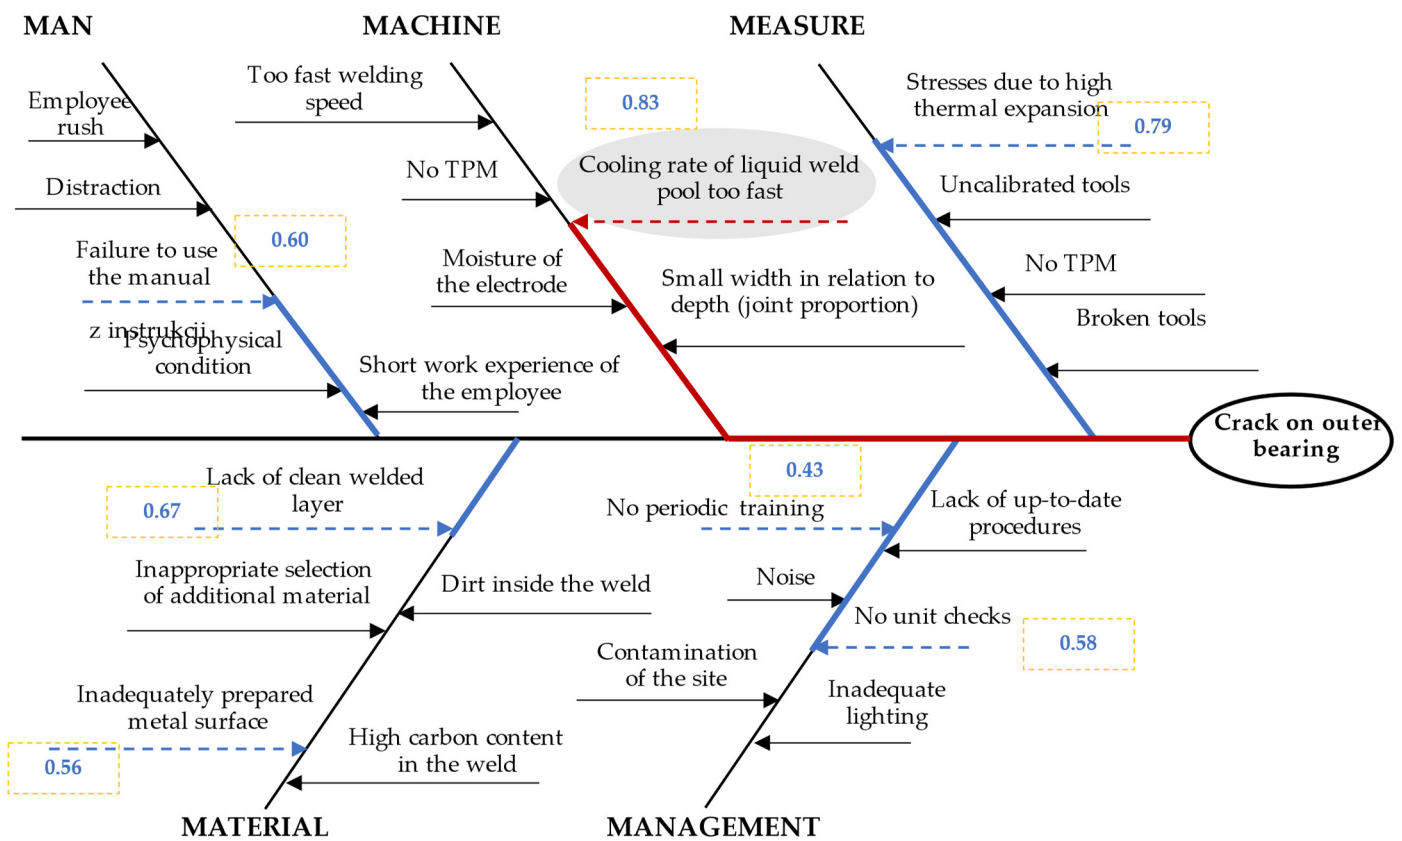 MAN
MACHINE
MEASURE
Employee
rush
Distraction
0.60
Failure to use
the manual
z instrukcji
Psychophysical
condition
Short work experience of
the employee
Too fast welding
speed
No TPM
0.83
Cooling rate of liquid weld
pool too fast
Moisture of
the electrode
Small width in relation to
depth (joint proportion)
Stresses due to high
thermal expansion
0.79
Uncalibrated tools
No TPM
Broken tools
Crack on outer
bearing
Lack of clean welded
layer
0.67
Inappropriate selection
of additional material
Dirt inside the weld
Inadequately prepared
metal surface
0.56
High carbon content
in the weld
0.43
No periodic training
Lack of up-to-date
procedures
Noise
No unit checks
0.58
Contamination
of the site
Inadequate
lighting
MATERIAL
MANAGEMENT